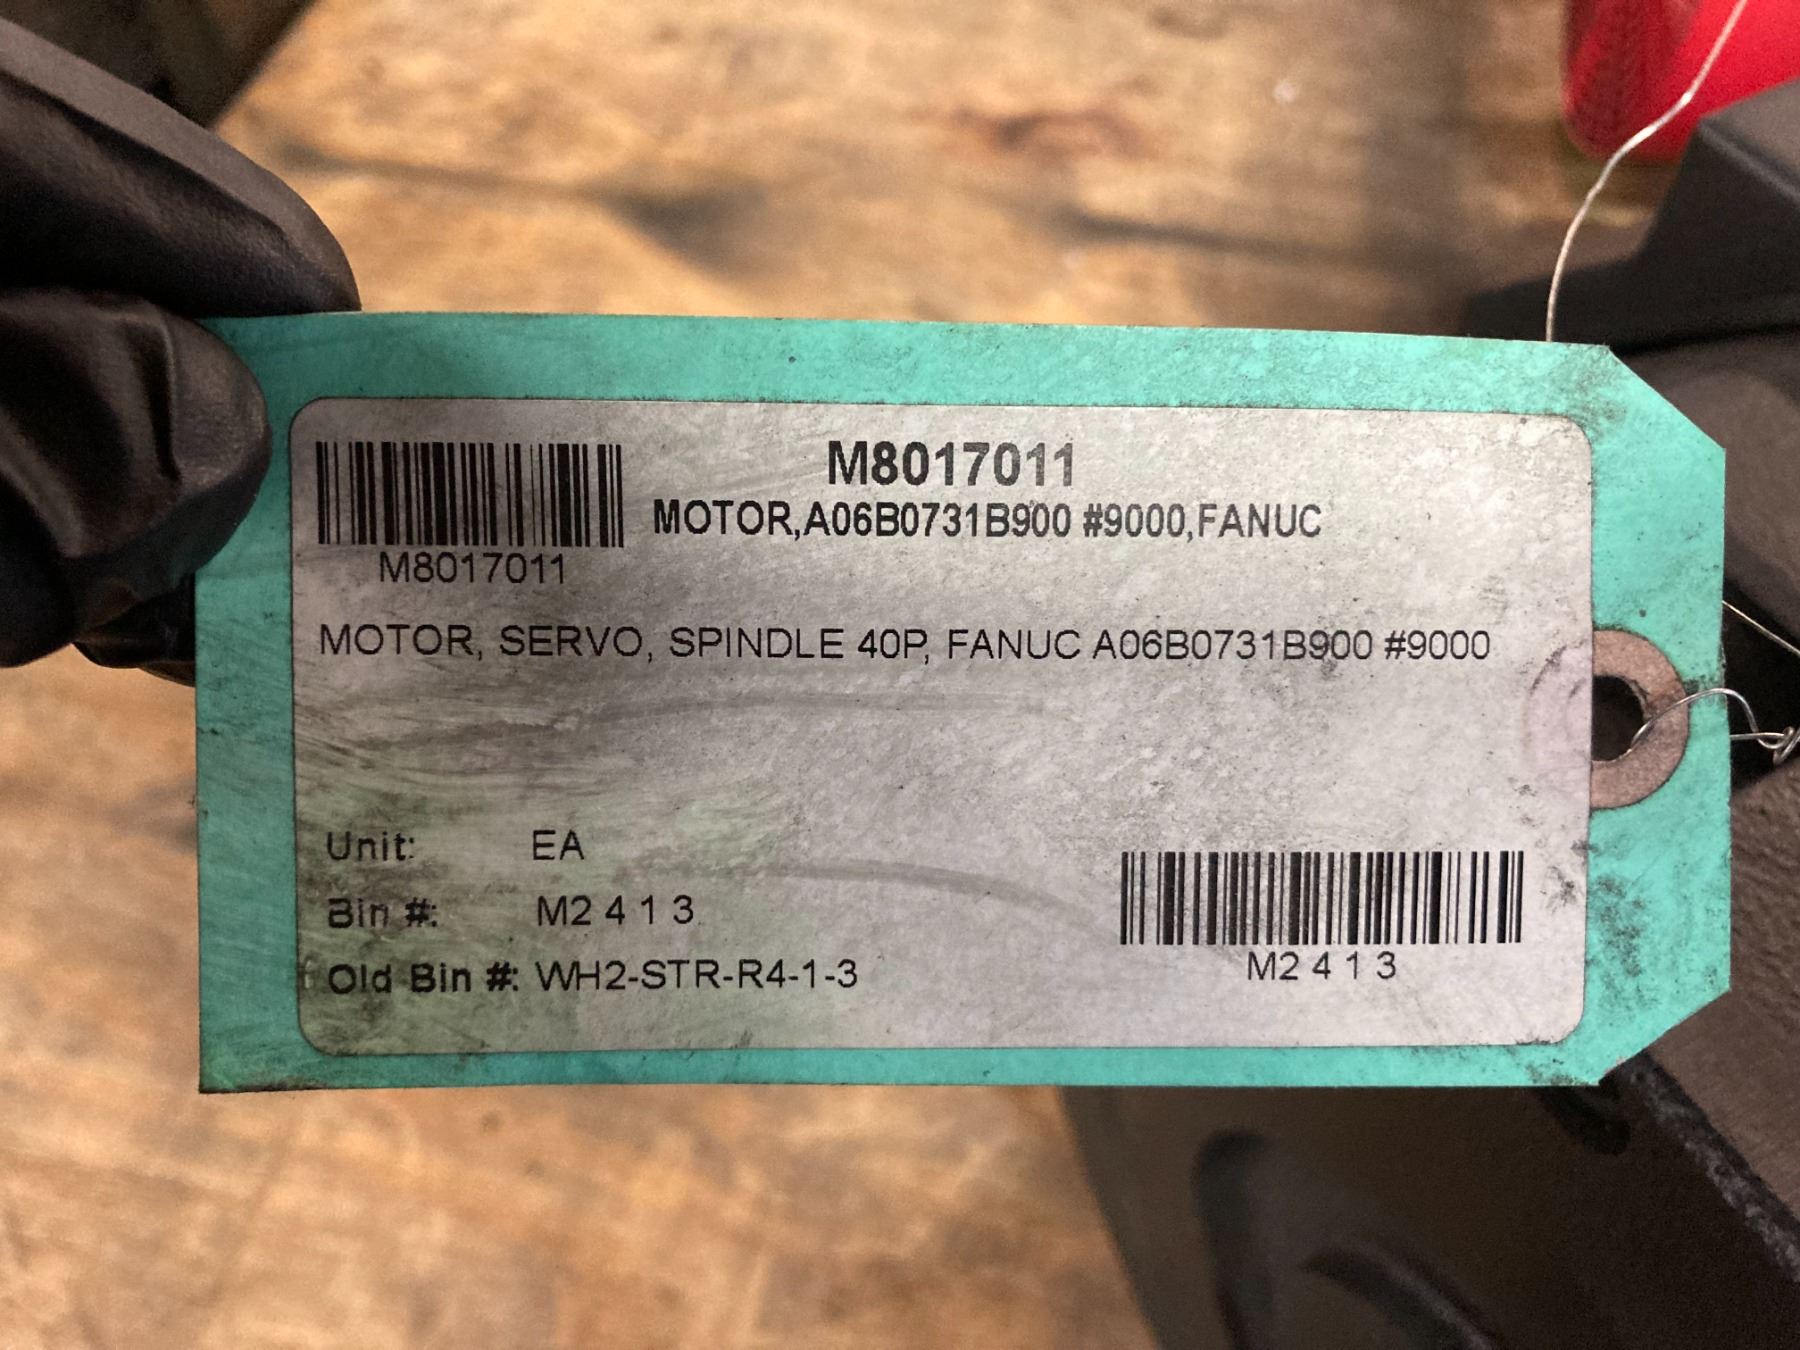 M8017011
MOTOR,A06B0731B900 #9000,FANUC
M8017011
MOTOR, SERVO, SPINDLE 40P, FANUC A06B0731B900 #9000
Unit: EA
Bin #: M2 4 1 3
Old Bin #: WH2-STR-R4-1-3
M2 4 1 3